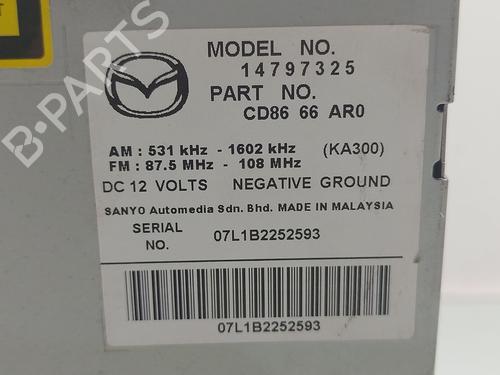 MODEL NO.
14797325
PART NO.
CD86 66 AR0
AM : 531 kHz - 1602 kHz (KA300)
FM : 87.5 MHz - 108 MHz
DC 12 VOLTS NEGATIVE GROUND
SANYO Automedia Sdn. Bhd. MADE IN MALAYSIA
SERIAL NO. 07L1B2252593
07L1B2252593
B-PARTS